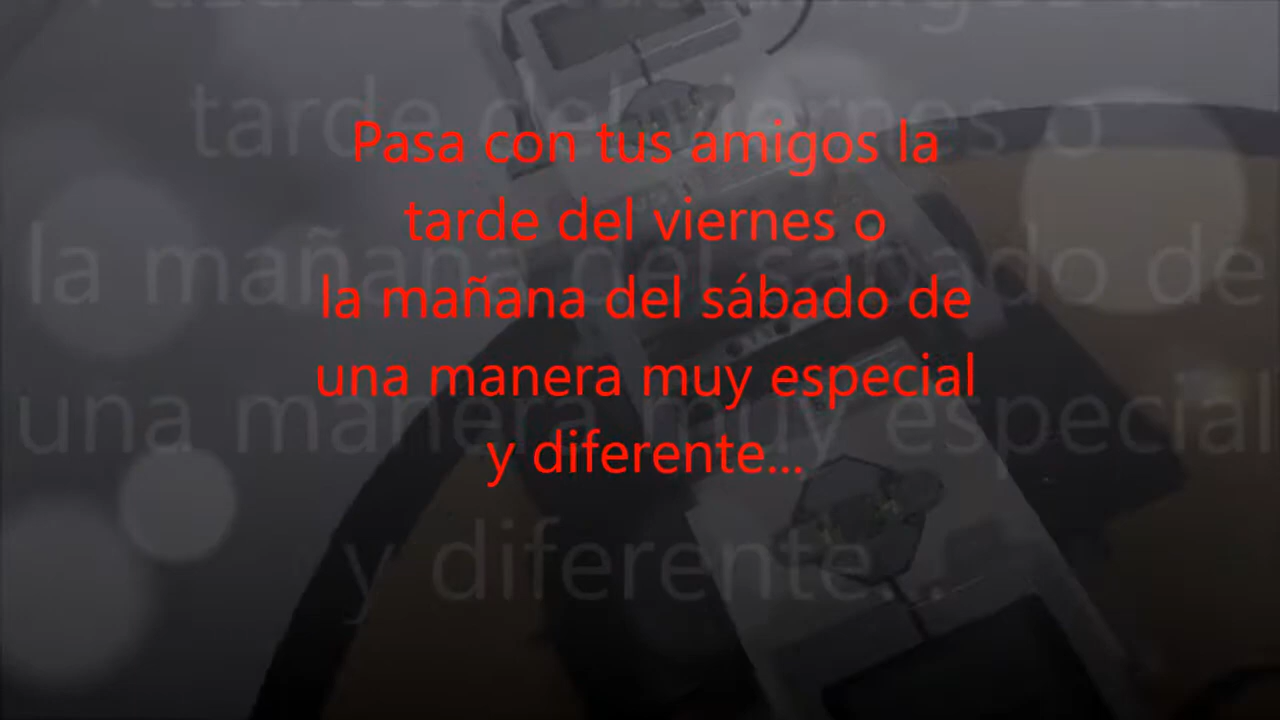 Pasa con tus amigos la
tarde del viernes o
la mañana del sábado de
una manera muy especial
y diferente...